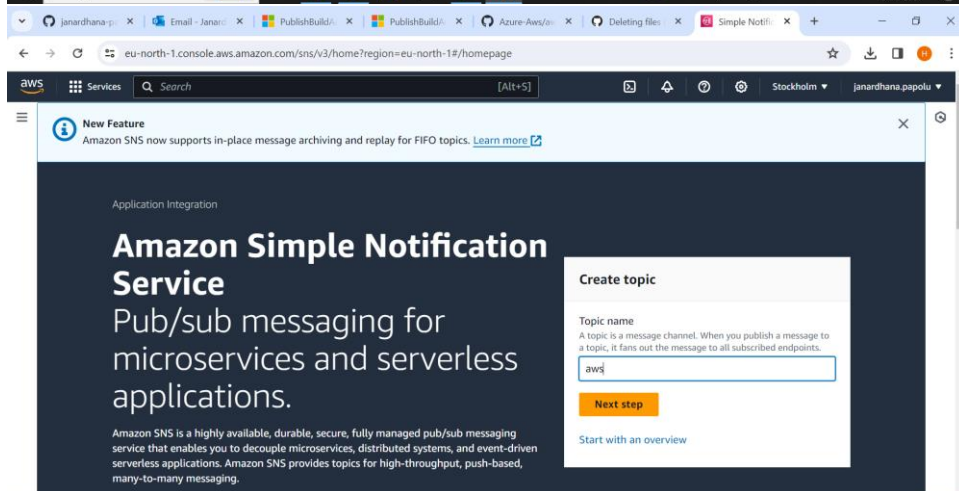 janardhana-p
Email - Janard
PublishBuildA
PublishBuildA
Azure-Aws/a
Deleting files
Simple Notific
eu-north-1.console.aws.amazon.com/sns/v3/home?region=eu-north-1#/homepage
H
aws
Services
Search
[Alt+S]
Stockholm
janardhana.papolu
New Feature
Amazon SNS now supports in-place message archiving and replay for FIFO topics. Learn more
Application Integration
Amazon Simple Notification
Service
Pub/sub messaging for
microservices and serverless
applications.
Amazon SNS is a highly available, durable, secure, fully managed pub/sub messaging
service that enables you to decouple microservices, distributed systems, and event-driven
serverless applications. Amazon SNS provides topics for high-throughput, push-based,
many-to-many messaging.
Create topic
Topic name
A topic is a message channel. When you publish a message to
a topic, it fans out the message to all subscribed endpoints.
aws
Next step
Start with an overview